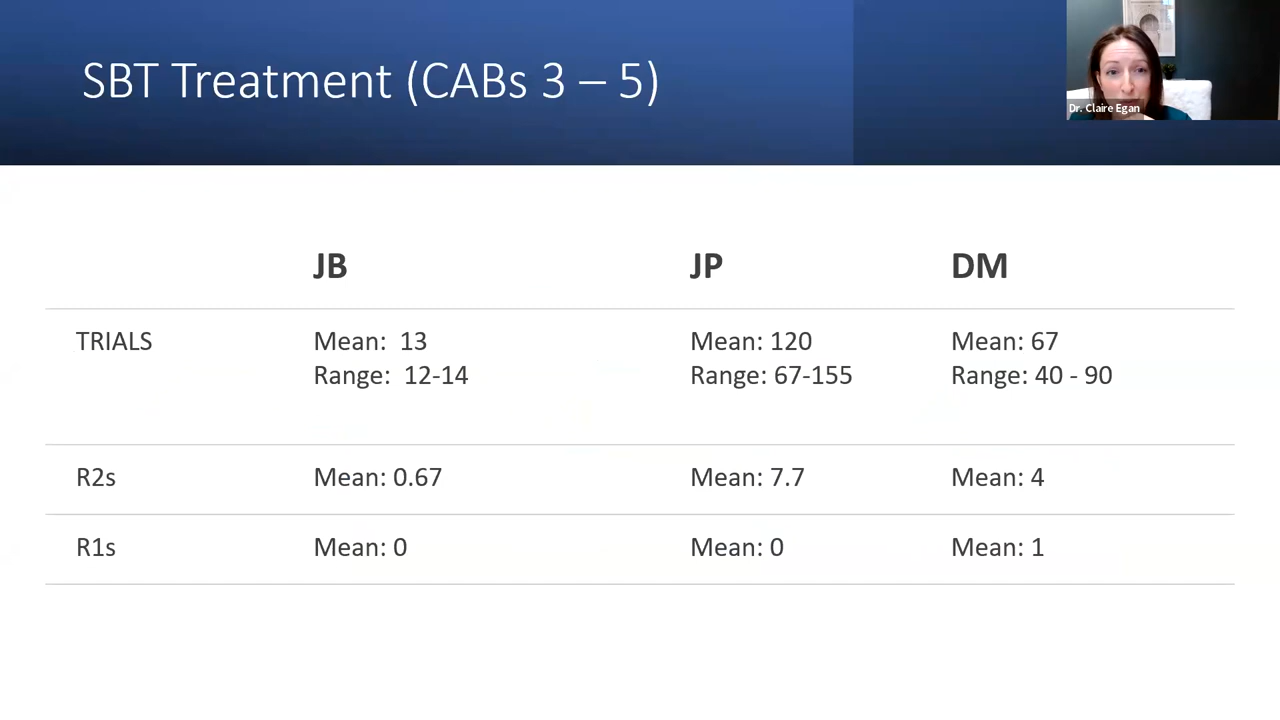 SBT Treatment (CABs 3 – 5)
Dr. Claire Egan
JB JP DM
TRIALS Mean: 13 Mean: 120 Mean: 67
Range: 12-14 Range: 67-155 Range: 40 - 90
R2s Mean: 0.67 Mean: 7.7 Mean: 4
R1s Mean: 0 Mean: 0 Mean: 1